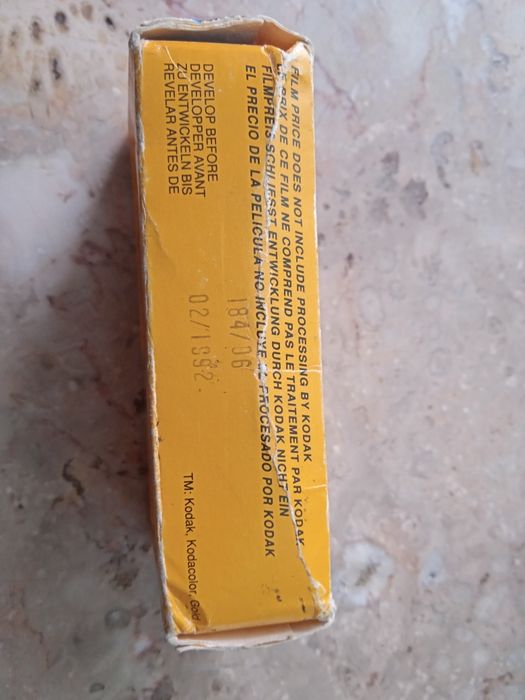 FILM PRICE DOES NOT INCLUDE PROCESSING BY KODAK
LE PRIX DE CE FILM NE COMPREND PAS LE TRAITEMENT PAR KODAK
FILMPREIS SCHLIESST ENTWICKLUNG DURCH KODAK NICHT EIN
EL PRECIO DE LA PELICULA NO INCLUYE EL PROCESADO POR KODAK
184/06
DEVELOP BEFORE
DEVELOPPER AVANT
ZU ENTWICKELN BIS
REVELAR ANTES DE
02/1992
TM: Kodak, Kodacolor, Gold